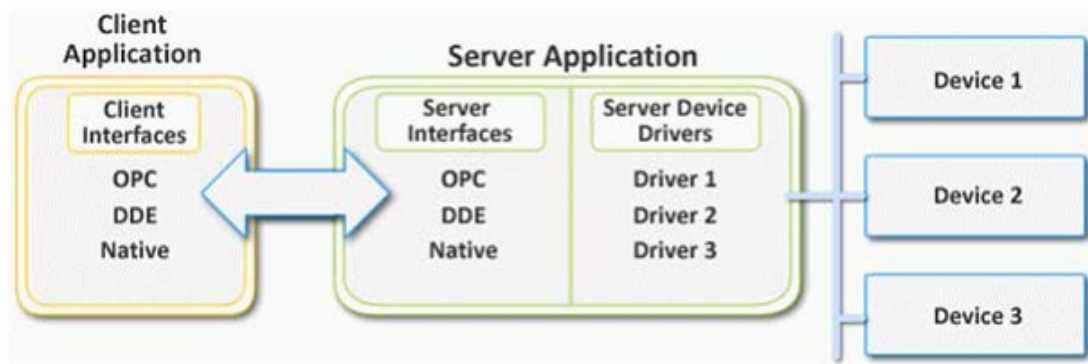 Client
Application
Client
Interfaces
OPC
DDE
Native
Server Application
Server
Interfaces
OPC
DDE
Native
Server Device
Drivers
Driver 1
Driver 2
Driver 3
Device 1
Device 2
Device 3